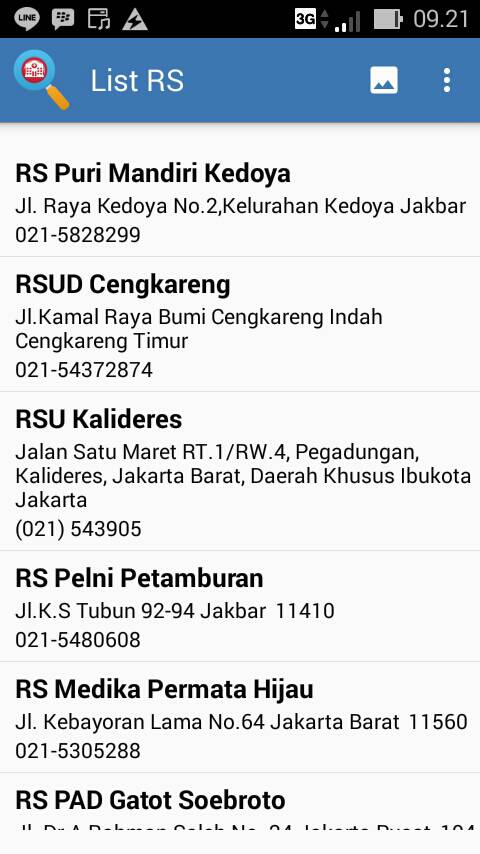 LINE
3G
09.21
List RS
RS Puri Mandiri Kedoya
Jl. Raya Kedoya No.2,Kelurahan Kedoya Jakbar
021-5828299
RSUD Cengkareng
Jl.Kamal Raya Bumi Cengkareng Indah
Cengkareng Timur
021-54372874
RSU Kalideres
Jalan Satu Maret RT.1/RW.4, Pegadungan,
Kalideres, Jakarta Barat, Daerah Khusus Ibukota
Jakarta
(021) 543905
RS Pelni Petamburan
Jl.K.S Tubun 92-94 Jakbar 11410
021-5480608
RS Medika Permata Hijau
Jl. Kebayoran Lama No.64 Jakarta Barat 11560
021-5305288
RS PAD Gatot Soebroto